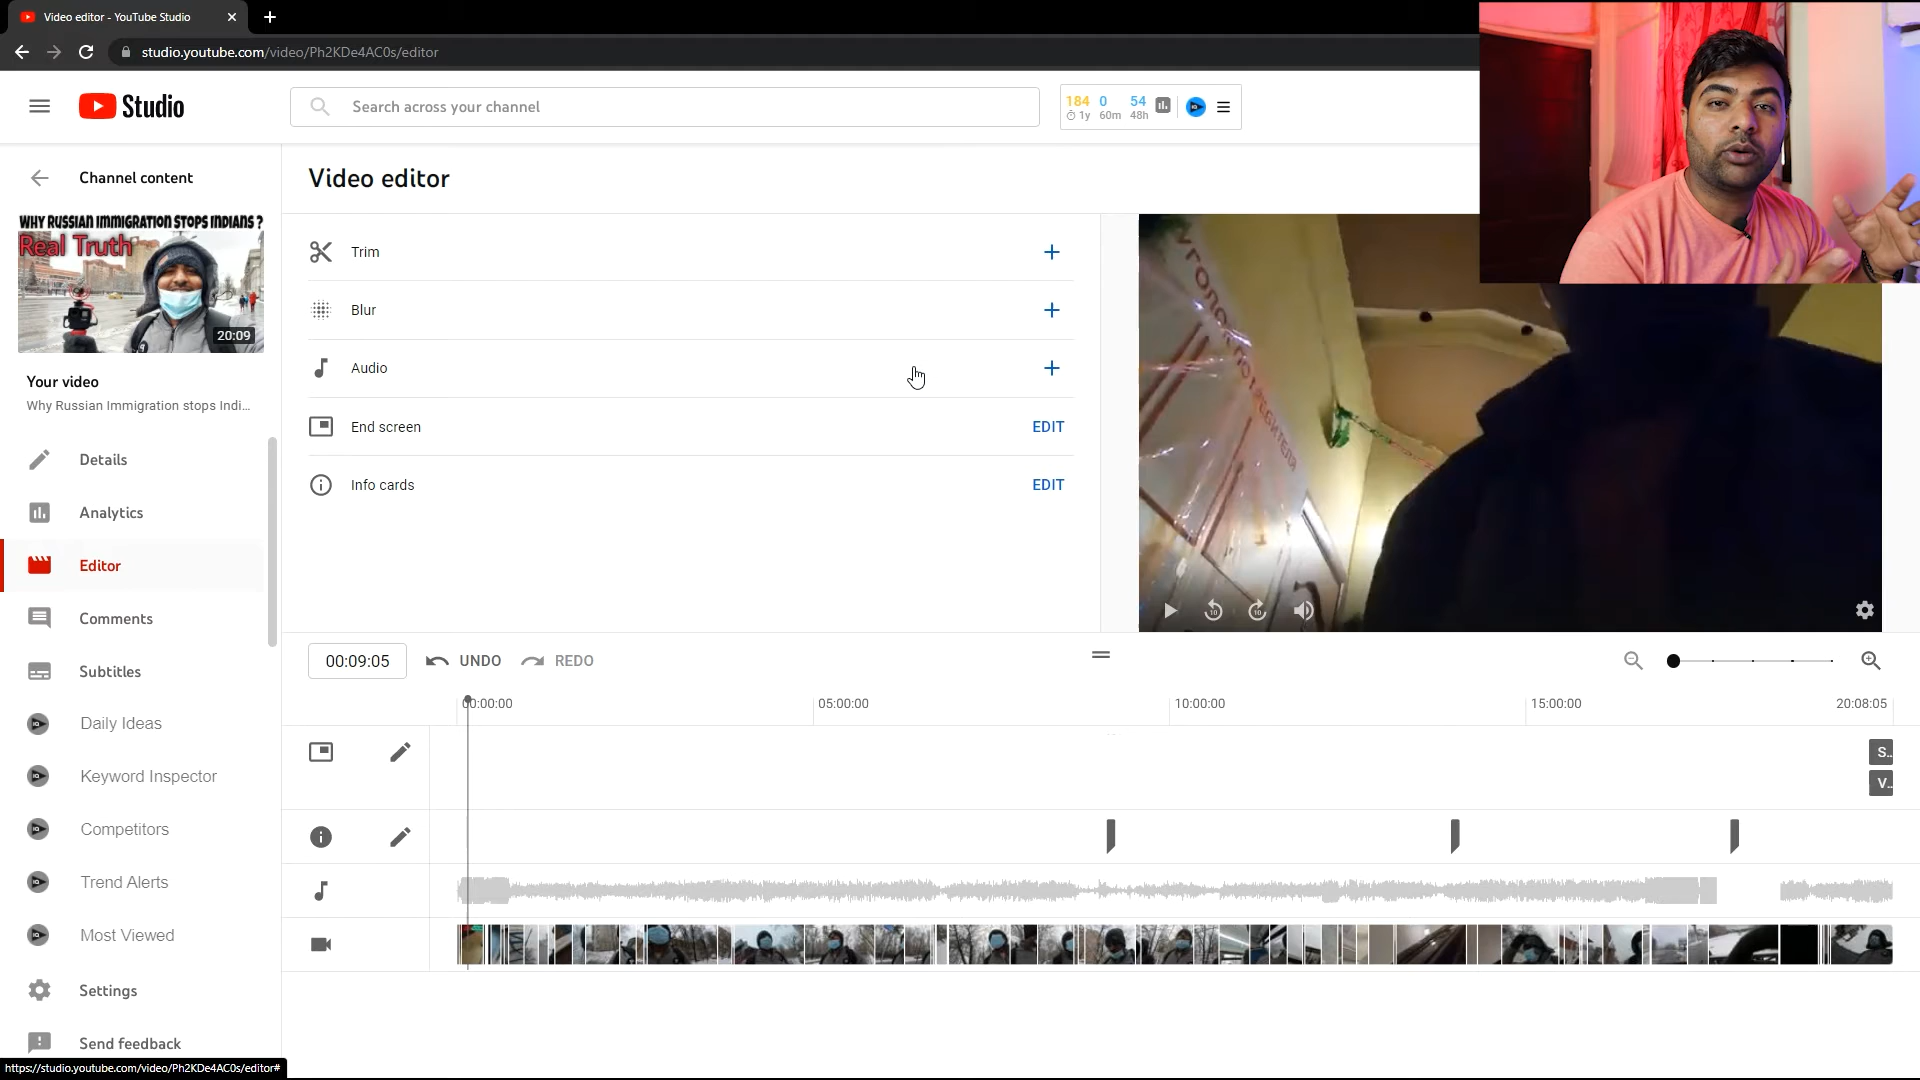 Video editor - YouTube Studio
studio.youtube.com/video/Ph2KDe4AC0s/editor
Studio
Search across your channel
184 0 54
1y 60m 48h
Channel content
WHY RUSSIAN IMMIGRATION STOPS INDIANS ?
Real Truth
20:09
Your video
Why Russian Immigration stops Indi...
Details
Analytics
Editor
Comments
Subtitles
Daily Ideas
Keyword Inspector
Competitors
Trend Alerts
Most Viewed
Settings
Send feedback
https://studio.youtube.com/video/Ph2KDe4AC0s/editor#
Video editor
Trim
Blur
Audio
End screen EDIT
Info cards EDIT
10 10
00:09:05 UNDO REDO
00:00:00 05:00:00 10:00:00 15:00:00 20:08:05
S..
V..